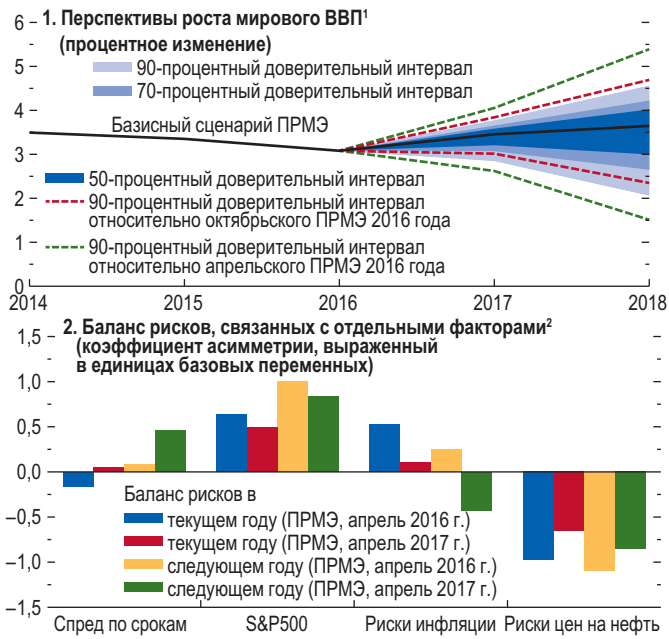 1. Перспективы роста мирового ВВП¹
(процентное изменение)
90-процентный доверительный интервал
70-процентный доверительный интервал
Базисный сценарий ПРМЭ
50-процентный доверительный интервал
90-процентный доверительный интервал
относительно октябрьского ПРМЭ 2016 года
90-процентный доверительный интервал
относительно апрельского ПРМЭ 2016 года
6
5
4
3
2
1
0
2014 2015 2016 2017 2018
2. Баланс рисков, связанных с отдельными факторами²
(коэффициент асимметрии, выраженный
в единицах базовых переменных)
1,5
1,0
0,5
0,0
–0,5
–1,0
–1,5
Баланс рисков в
текущем году (ПРМЭ, апрель 2016 г.)
текущем году (ПРМЭ, апрель 2017 г.)
следующем году (ПРМЭ, апрель 2016 г.)
следующем году (ПРМЭ, апрель 2017 г.)
Спред по срокам S&P500 Риски инфляции Риски цен на нефть